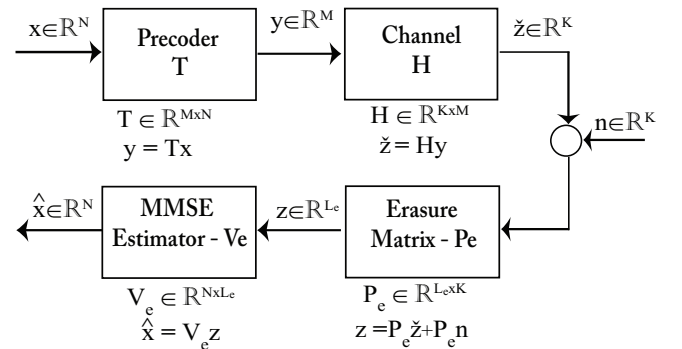 x∈ℝᴺ
Precoder
T
y∈ℝᴹ
Channel
H
ž∈ℝᴷ
T ∈ ℝᴹˣᴺ
y = Tx
H ∈ ℝᴷˣᴹ
ž = Hy
n∈ℝᴷ
x̂∈ℝᴺ
MMSE
Estimator - Ve
z∈ℝᴸₑ
Erasure
Matrix - Pe
Vₑ ∈ ℝᴺˣᴸₑ
x̂ = Vₑz
Pₑ ∈ ℝᴸₑˣᴷ
z =Pₑž+Pₑn